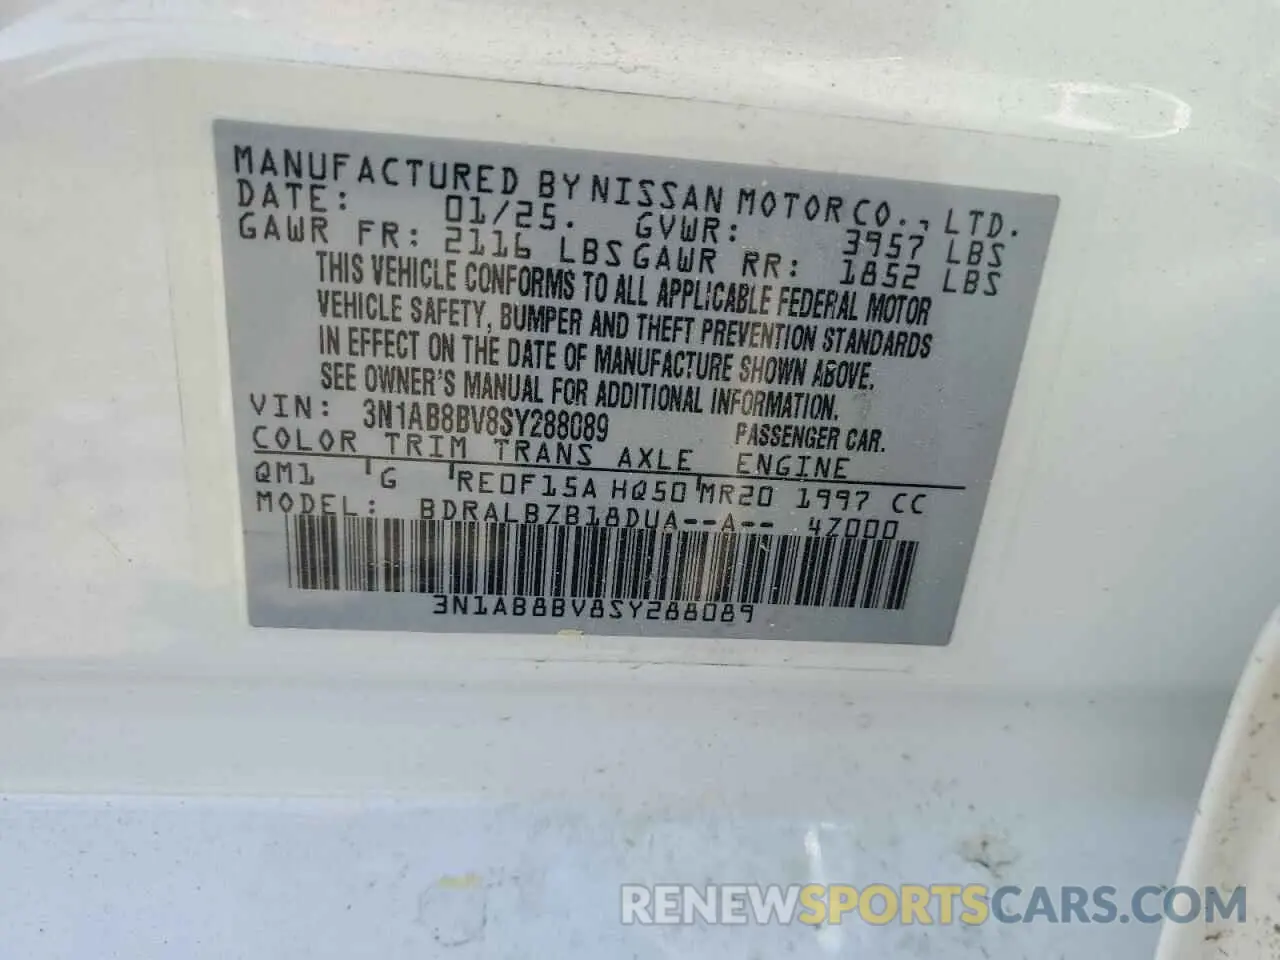 MANUFACTURED BY NISSAN MOTOR CO., LTD.
DATE: 01/25. GVWR: 3957 LBS
GAWR FR: 2116 LBS GAWR RR: 1852 LBS
THIS VEHICLE CONFORMS TO ALL APPLICABLE FEDERAL MOTOR
VEHICLE SAFETY, BUMPER AND THEFT PREVENTION STANDARDS
IN EFFECT ON THE DATE OF MANUFACTURE SHOWN ABOVE.
SEE OWNER'S MANUAL FOR ADDITIONAL INFORMATION.
VIN: 3N1AB8BV8SY288089 PASSENGER CAR.
COLOR TRIM TRANS AXLE ENGINE
QM1 G RE0F15A HQ50 MR20 1997 CC
MODEL: BDRALBZB18DUA--A-- 4Z000
3N1AB8BV8SY288089
RENEWSPORTSCARS.COM